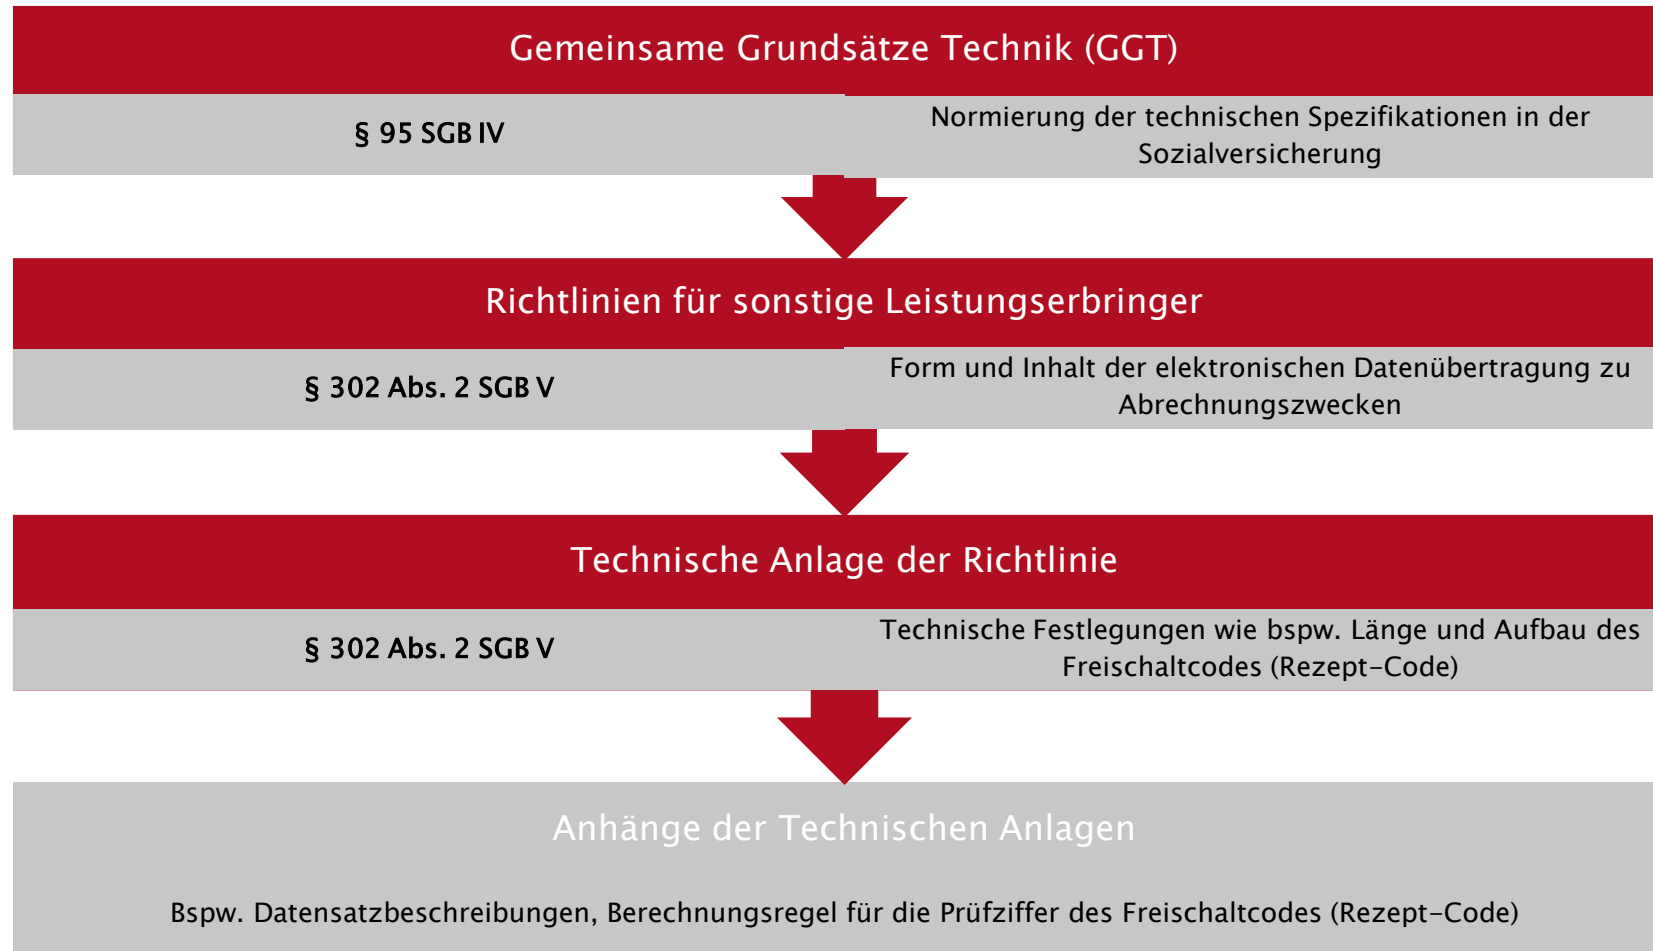 Gemeinsame Grundsätze Technik (GGT)
§ 95 SGB IV
Normierung der technischen Spezifikationen in der
Sozialversicherung
Richtlinien für sonstige Leistungserbringer
§ 302 Abs. 2 SGB V
Form und Inhalt der elektronischen Datenübertragung zu
Abrechnungszwecken
Technische Anlage der Richtlinie
§ 302 Abs. 2 SGB V
Technische Festlegungen wie bspw. Länge und Aufbau des
Freischaltcodes (Rezept-Code)
Anhänge der Technischen Anlagen
Bspw. Datensatzbeschreibungen, Berechnungsregel für die Prüfziffer des Freischaltcodes (Rezept-Code)